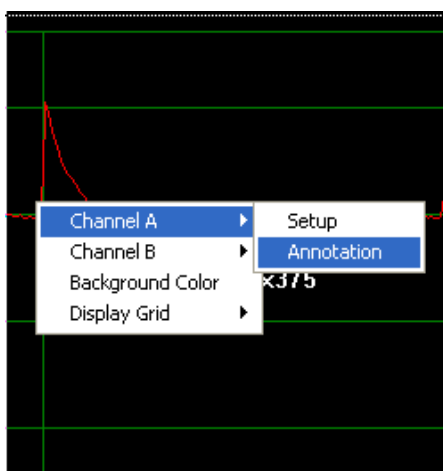 Channel A
Setup
Channel B
Annotation
Background Color
x375
Display Grid